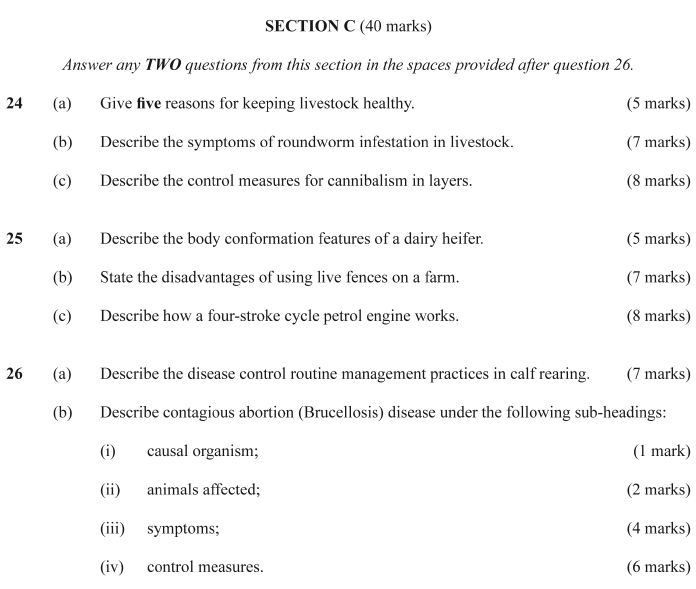 SECTION C (40 marks)
Answer any TWO questions from this section in the spaces provided after question 26.
24 (a) Give five reasons for keeping livestock healthy. (5 marks)
(b) Describe the symptoms of roundworm infestation in livestock. (7 marks)
(c) Describe the control measures for cannibalism in layers. (8 marks)
25 (a) Describe the body conformation features of a dairy heifer. (5 marks)
(b) State the disadvantages of using live fences on a farm. (7 marks)
(c) Describe how a four-stroke cycle petrol engine works. (8 marks)
26 (a) Describe the disease control routine management practices in calf rearing. (7 marks)
(b) Describe contagious abortion (Brucellosis) disease under the following sub-headings:
(i) causal organism; (1 mark)
(ii) animals affected; (2 marks)
(iii) symptoms; (4 marks)
(iv) control measures. (6 marks)